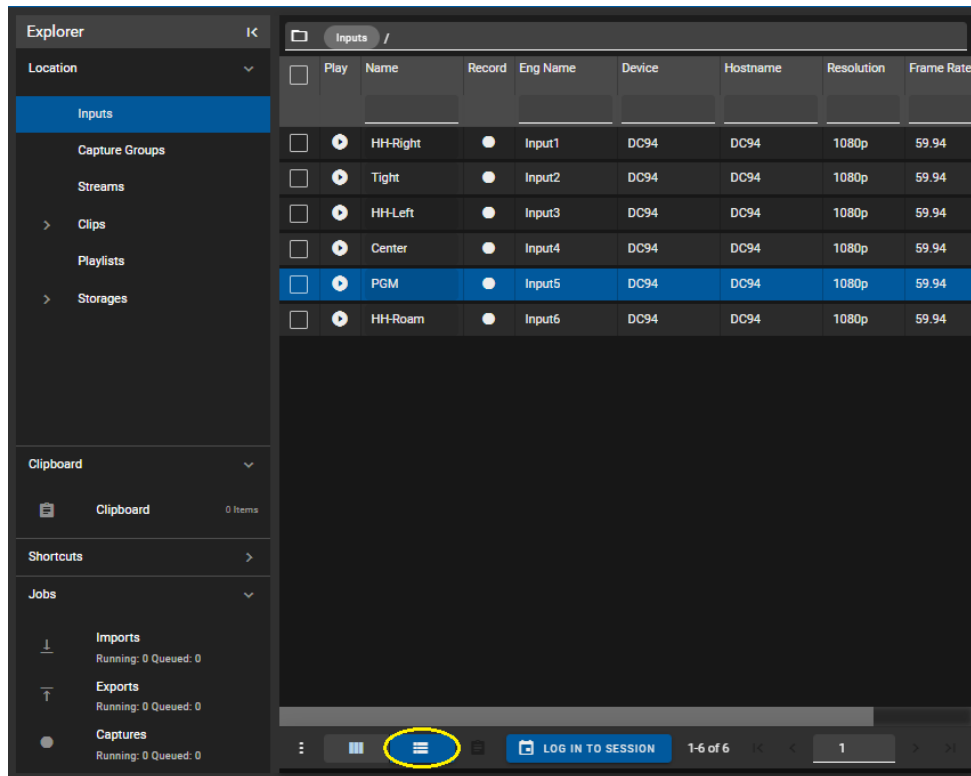 Explorer
Inputs /
Location
Play Name Record Eng Name Device Hostname Resolution Frame Rate
Inputs
Capture Groups
Streams
Clips
Playlists
Storages
HH-Right Input1 DC94 DC94 1080p 59.94
Tight Input2 DC94 DC94 1080p 59.94
HH-Left Input3 DC94 DC94 1080p 59.94
Center Input4 DC94 DC94 1080p 59.94
PGM Input5 DC94 DC94 1080p 59.94
HH-Roam Input6 DC94 DC94 1080p 59.94
Clipboard
Clipboard 0 Items
Shortcuts
Jobs
Imports
Running: 0 Queued: 0
Exports
Running: 0 Queued: 0
Captures
Running: 0 Queued: 0
LOG IN TO SESSION 1-6 of 6 1